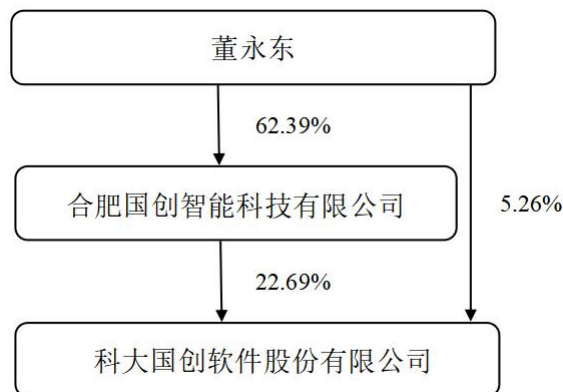 董永东
62.39%
合肥国创智能科技有限公司
5.26%
22.69%
科大国创软件股份有限公司